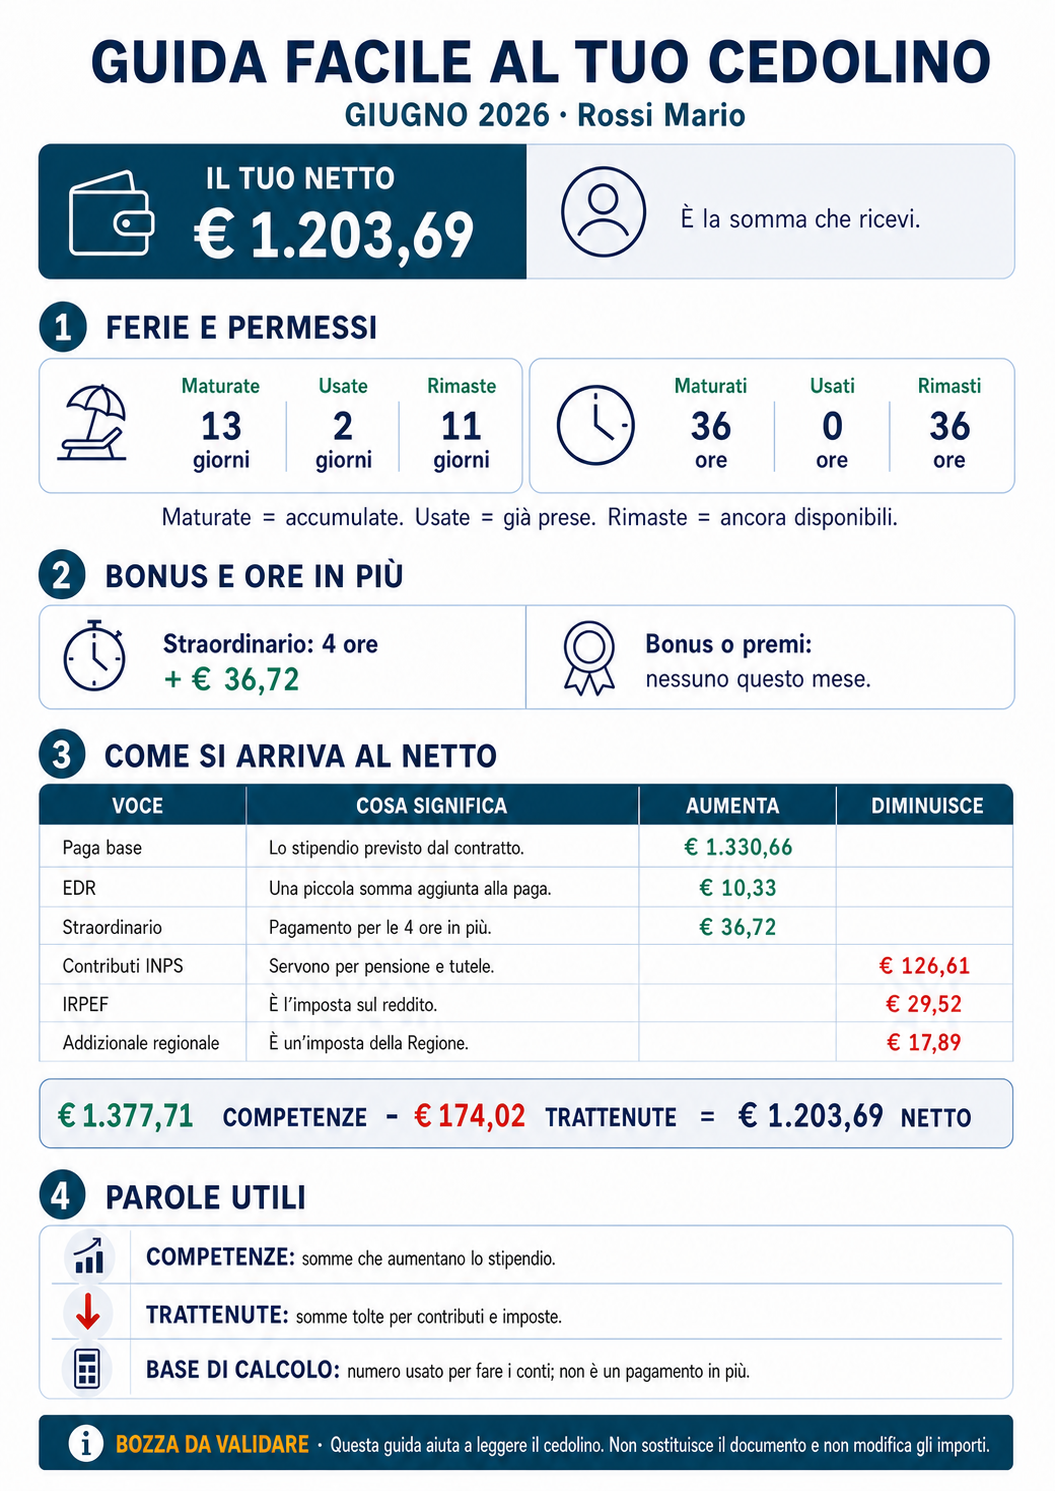 GUIDA FACILE AL TUO CEDOLINO
GIUGNO 2026 · Rossi Mario
IL TUO NETTO
€ 1.203,69
È la somma che ricevi.
1 FERIE E PERMESSI
Maturate Usate Rimaste
13 2 11
giorni giorni giorni
Maturati Usati Rimasti
36 0 36
ore ore ore
Maturate = accumulate. Usate = già prese. Rimaste = ancora disponibili.
2 BONUS E ORE IN PIÙ
Straordinario: 4 ore
+ € 36,72
Bonus o premi:
nessuno questo mese.
3 COME SI ARRIVA AL NETTO
VOCE COSA SIGNIFICA AUMENTA DIMINUISCE
Paga base Lo stipendio previsto dal contratto. € 1.330,66
EDR Una piccola somma aggiunta alla paga. € 10,33
Straordinario Pagamento per le 4 ore in più. € 36,72
Contributi INPS Servono per pensione e tutele. € 126,61
IRPEF È l'imposta sul reddito. € 29,52
Addizionale regionale È un'imposta della Regione. € 17,89
€ 1.377,71 COMPETENZE – € 174,02 TRATTENUTE = € 1.203,69 NETTO
4 PAROLE UTILI
COMPETENZE: somme che aumentano lo stipendio.
TRATTENUTE: somme tolte per contributi e imposte.
BASE DI CALCOLO: numero usato per fare i conti; non è un pagamento in più.
i BOZZA DA VALIDARE · Questa guida aiuta a leggere il cedolino. Non sostituisce il documento e non modifica gli importi.